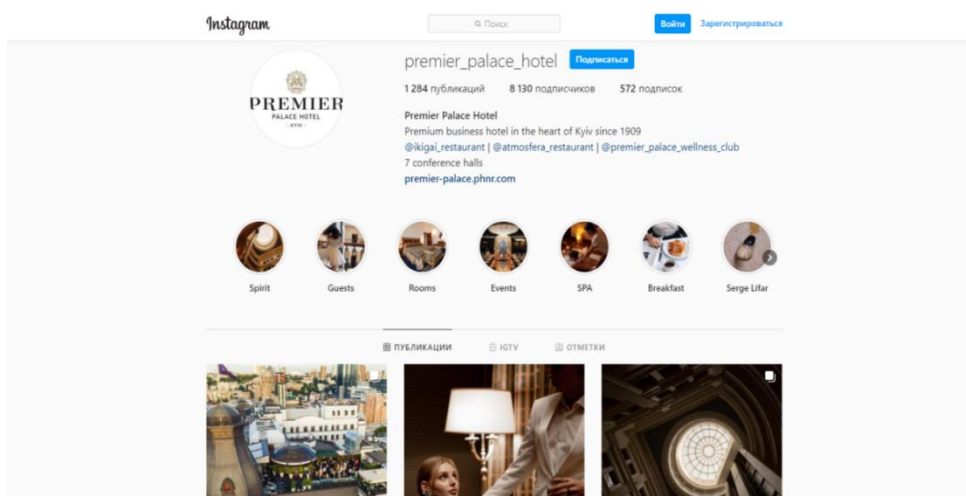 Instagram
Поиск
Войти
Зарегистрироваться
premier_palace_hotel
Подписаться
1 284 публикаций 8 130 подписчиков 572 подписок
PREMIER
PALACE HOTEL
- KYIV -
Premier Palace Hotel
Premium business hotel in the heart of Kyiv since 1909
@ikigai_restaurant | @atmosfera_restaurant | @premier_palace_wellness_club
7 conference halls
premier-palace.phnr.com
Spirit
Guests
Rooms
Events
SPA
Breakfast
Serge Lifar
ПУБЛИКАЦИИ
IGTV
ОТМЕТКИ